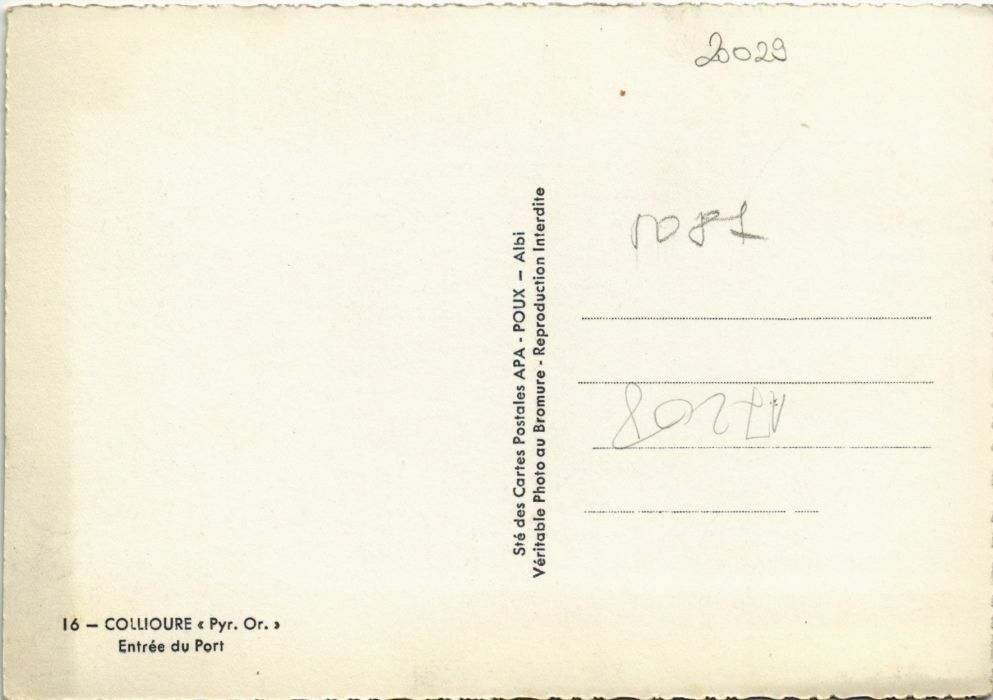 20029
16 — COLLIOURE « Pyr. Or. »
Entrée du Port
Sté des Cartes Postales APA - POUX — Albi
Véritable Photo au Bromure - Reproduction Interdite